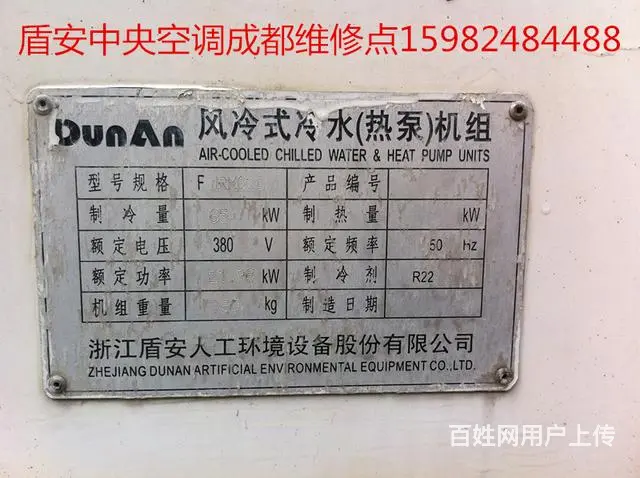 盾安中央空调成都维修点15982484488
DunAn 风冷式冷水(热泵)机组
AIR-COOLED CHILLED WATER & HEAT PUMP UNITS
型号规格 F 产品编号
制冷量 kW 制热量 kW
额定电压 380 V 额定频率 50 hz
额定功率 kW 制冷剂 R22
机组重量 kg 制造日期
浙江盾安人工环境设备股份有限公司
ZHEJIANG DUNAN ARTIFICIAL ENVIRONMENTAL EQUIPMENT CO.,LTD.
百姓网用户上传